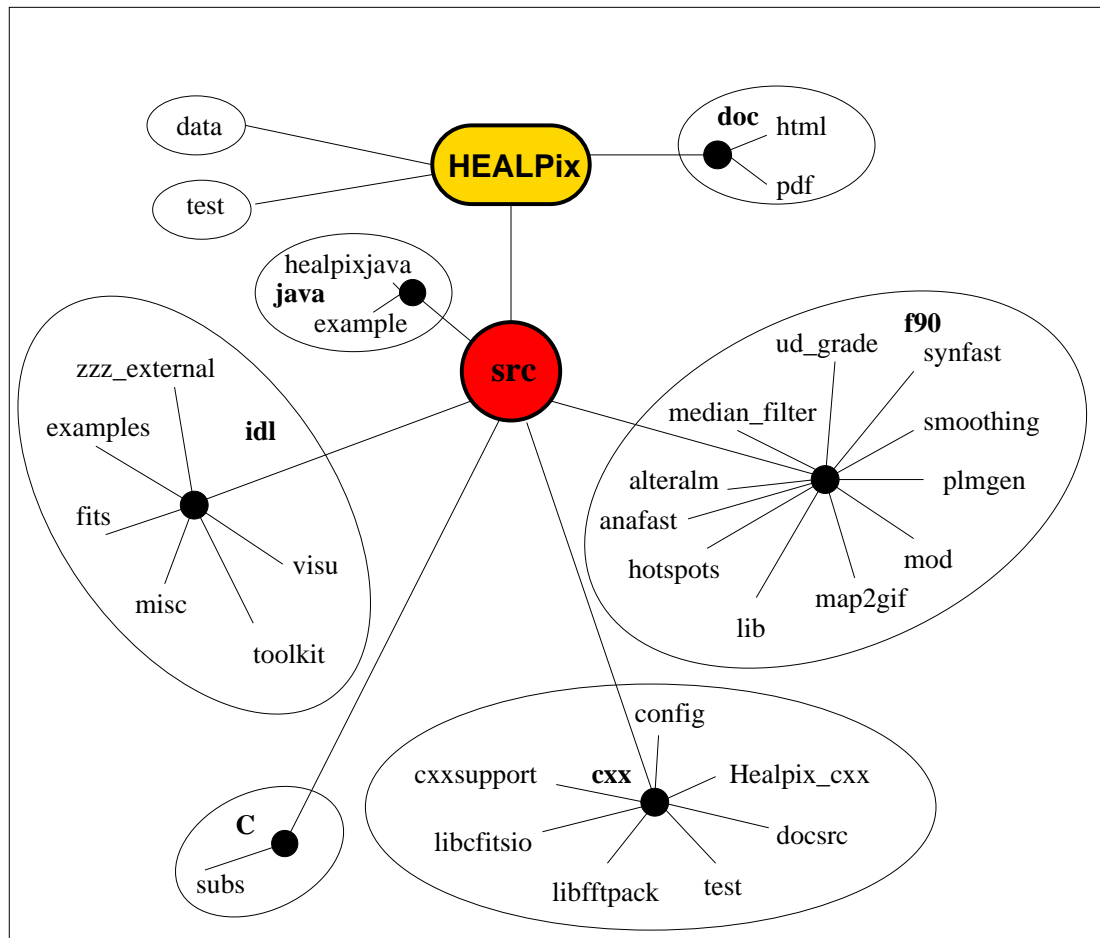 data
HEALPix
doc
html
test
pdf
healpixjava
java
example
src
f90
ud_grade
synfast
zzz_external
median_filter
smoothing
examples
idl
alteralm
plmgen
fits
anafast
visu
hotspots
mod
misc
map2gif
lib
toolkit
config
cxxsupport
cxx
Healpix_cxx
C
libcfitsio
docsrc
subs
libfftpack
test